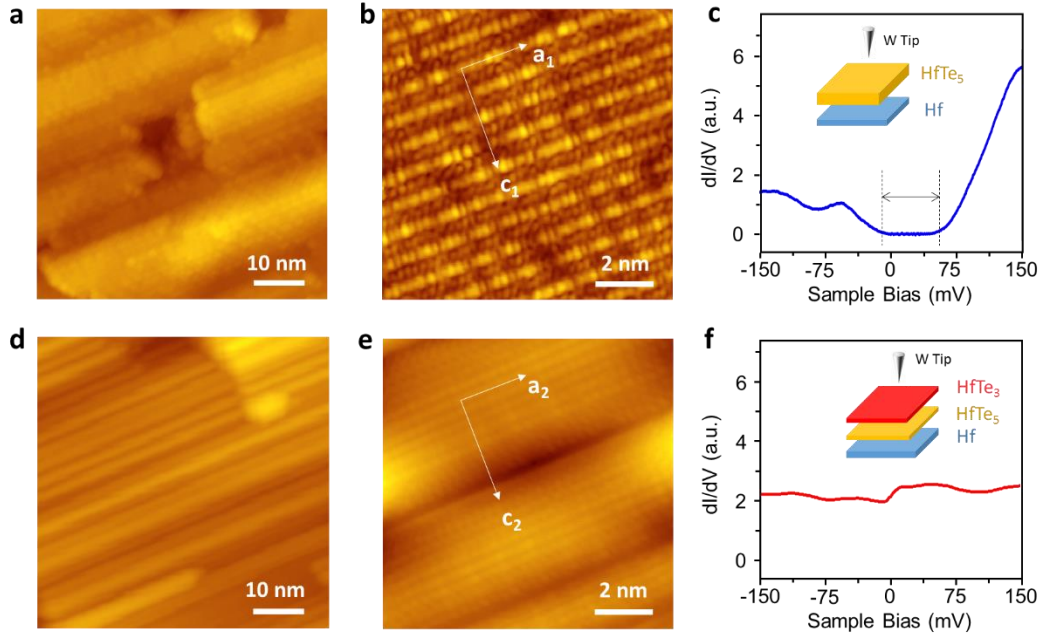 a
10 nm
b
a₁
c₁
2 nm
c
dI/dV (a.u.)
6
4
2
0
W Tip
HfTe₅
Hf
-150 -75 0 75 150
Sample Bias (mV)
d
10 nm
e
a₂
c₂
2 nm
f
dI/dV (a.u.)
6
4
2
0
W Tip
HfTe₃
HfTe₅
Hf
-150 -75 0 75 150
Sample Bias (mV)